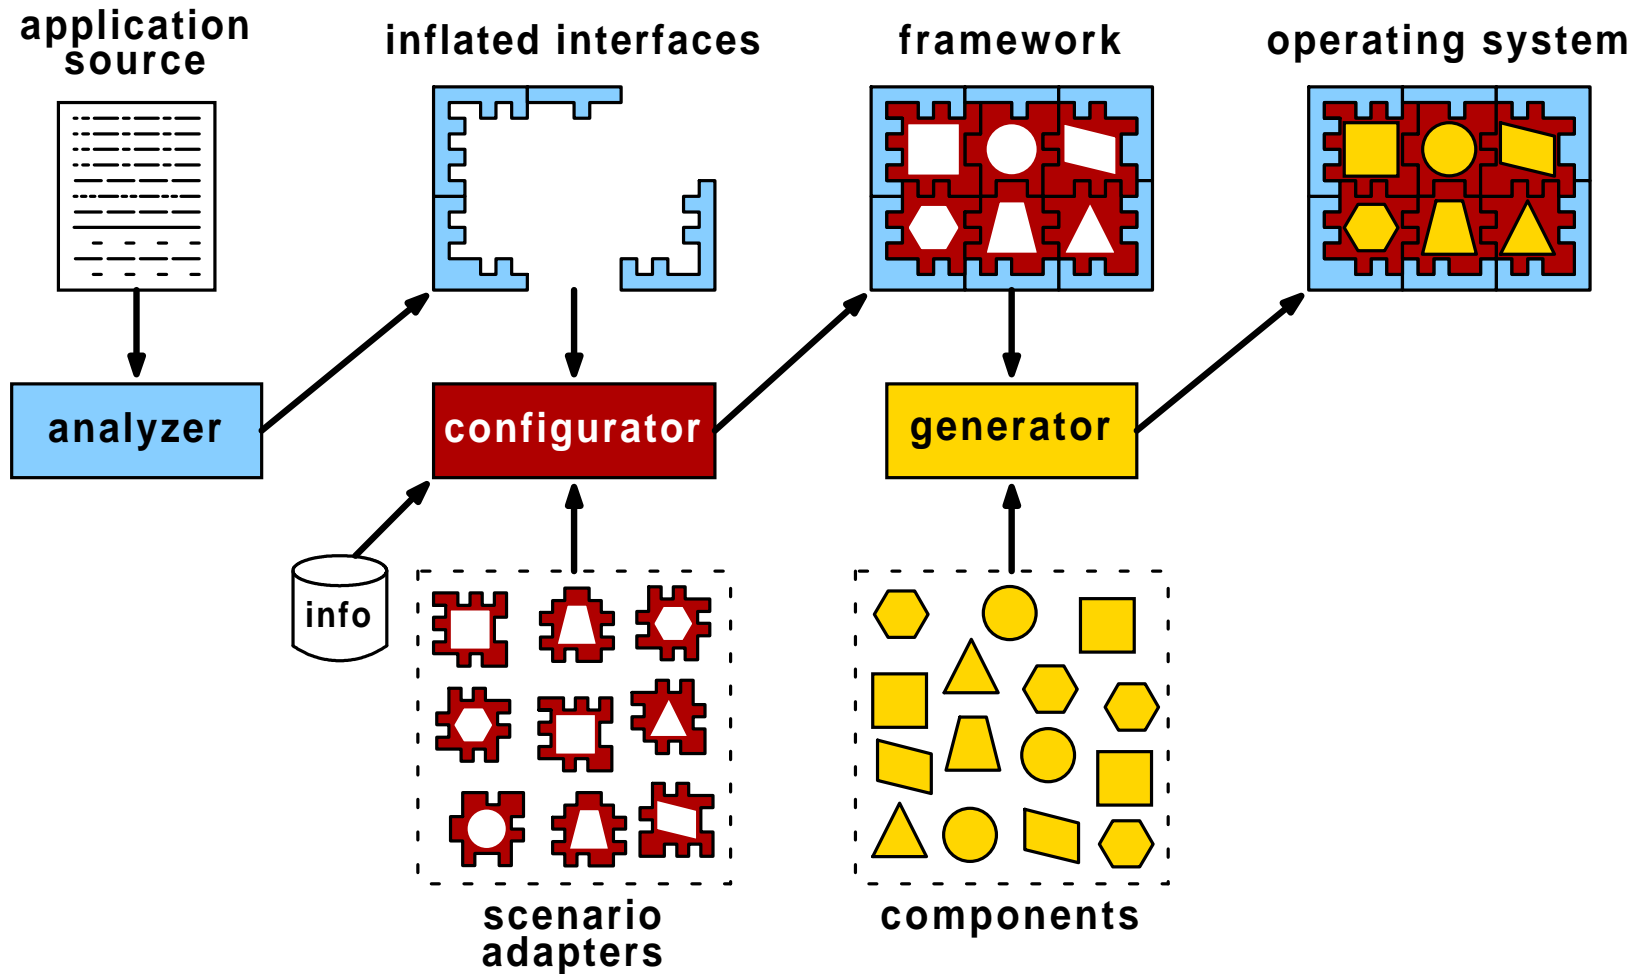 application
source
inflated interfaces
framework
operating system
analyzer
configurator
generator
info
scenario
adapters
components